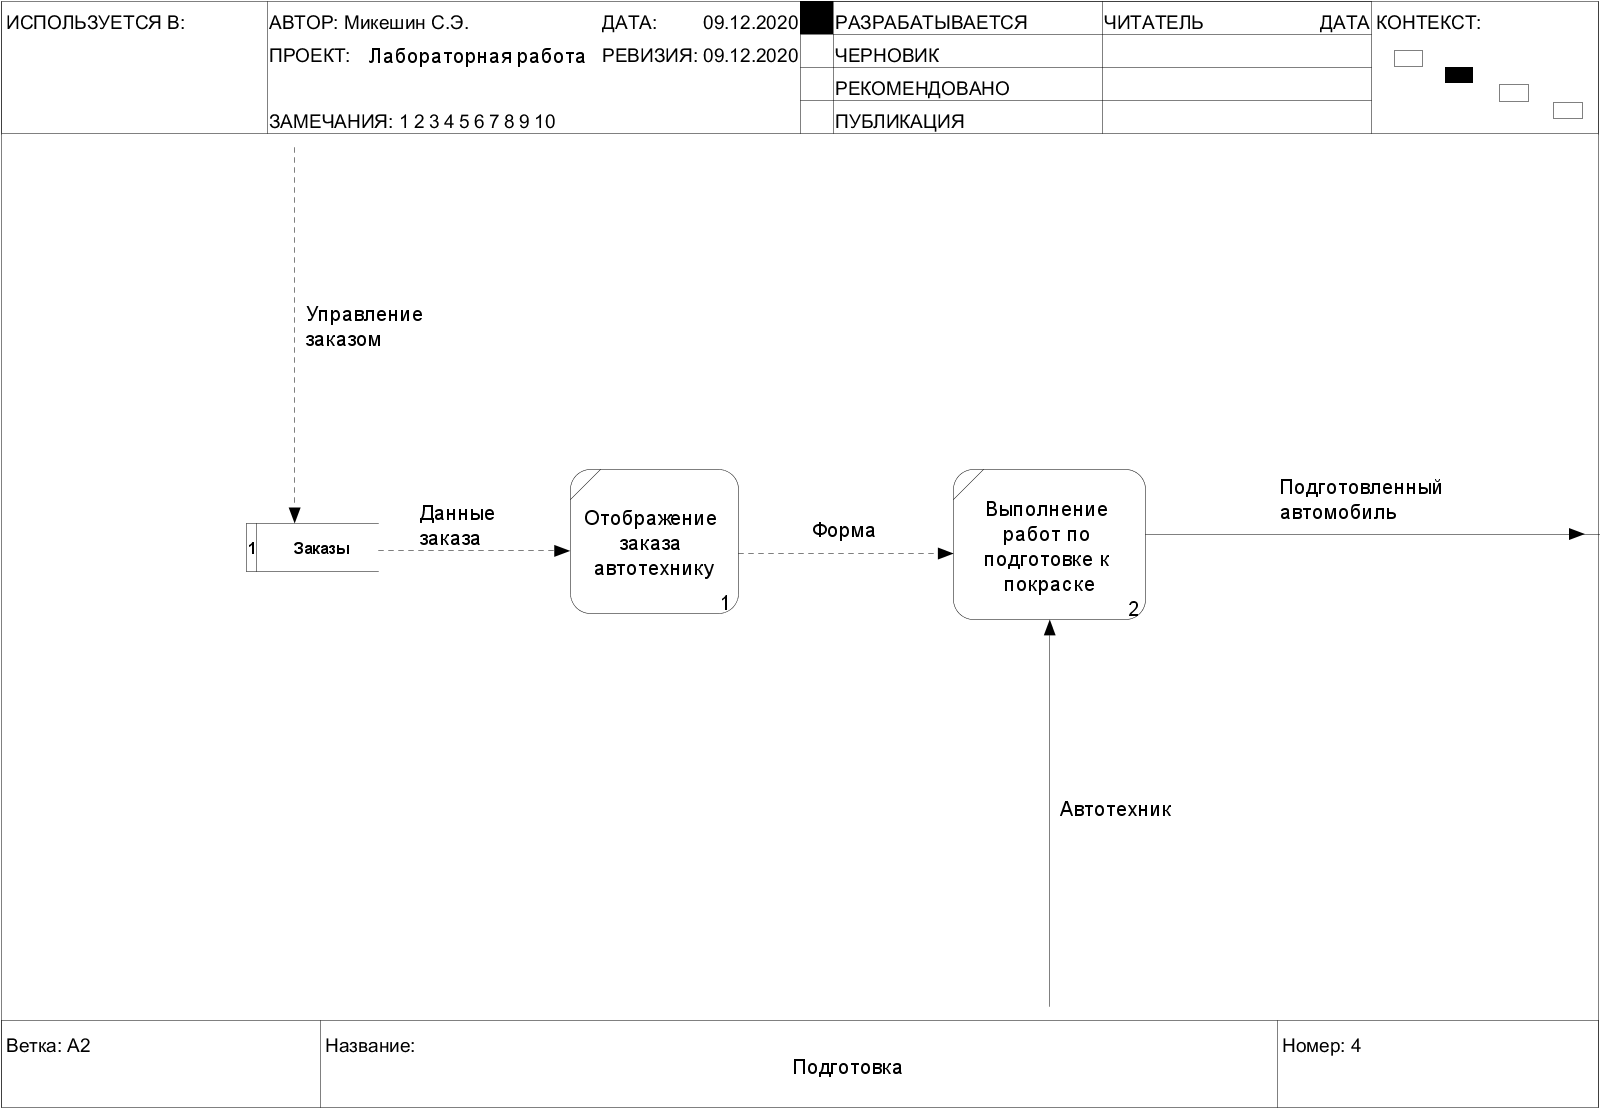 ИСПОЛЬЗУЕТСЯ В:
АВТОР: Микешин С.Э.
ДАТА: 09.12.2020
РАЗРАБАТЫВАЕТСЯ
ЧИТАТЕЛЬ
ДАТА
КОНТЕКСТ:
ПРОЕКТ: Лабораторная работа
РЕВИЗИЯ: 09.12.2020
ЧЕРНОВИК
РЕКОМЕНДОВАНО
ЗАМЕЧАНИЯ: 1 2 3 4 5 6 7 8 9 10
ПУБЛИКАЦИЯ
Управление
заказом
1
Заказы
Данные
заказа
Отображение
заказа
автотехнику
1
Форма
Выполнение
работ по
подготовке к
покраске
2
Подготовленный
автомобиль
Автотехник
Ветка: A2
Название:
Подготовка
Номер: 4